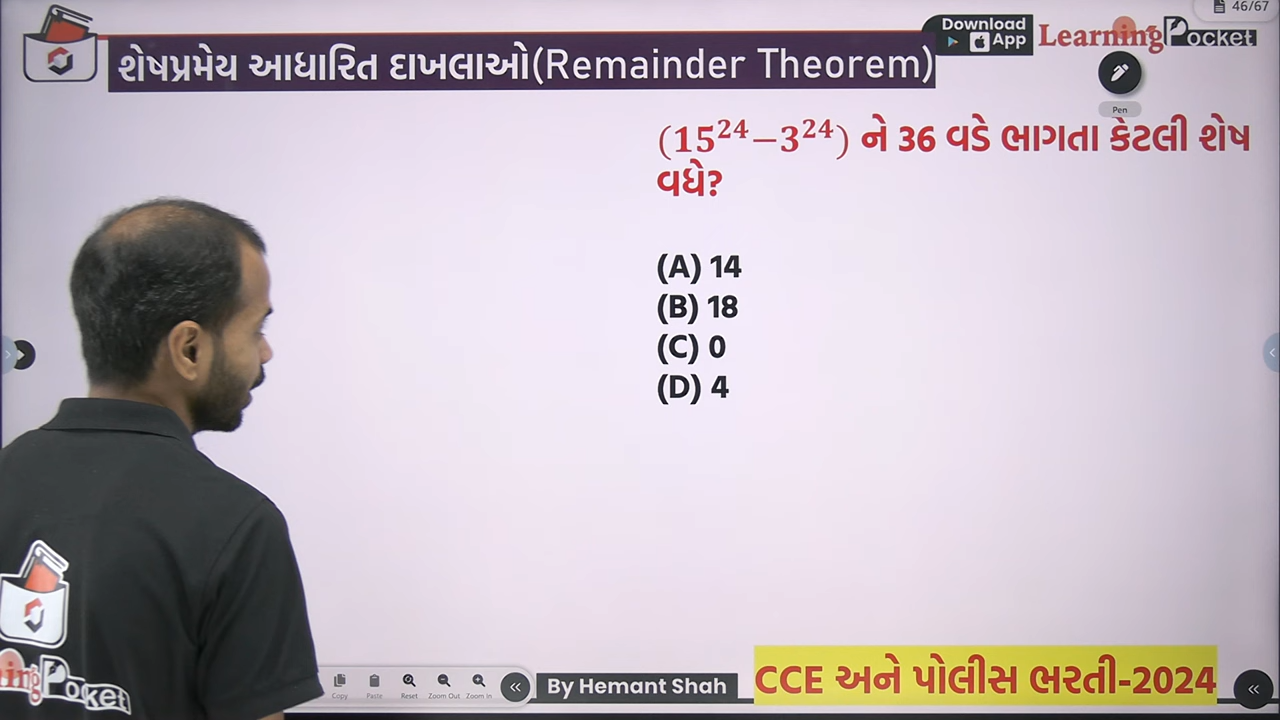 46/67
Download
App
Learning Pocket
શેષપ્રમેય આધારિત દાખલાઓ(Remainder Theorem)
Pen
(15²⁴–3²⁴) ને 36 વડે ભાગતા કેટલી શેષ
વધે?
(A) 14
(B) 18
(C) 0
(D) 4
ing Pocket
Copy Paste Reset Zoom Out Zoom In
By Hemant Shah
CCE અને પોલીસ ભરતી-2024